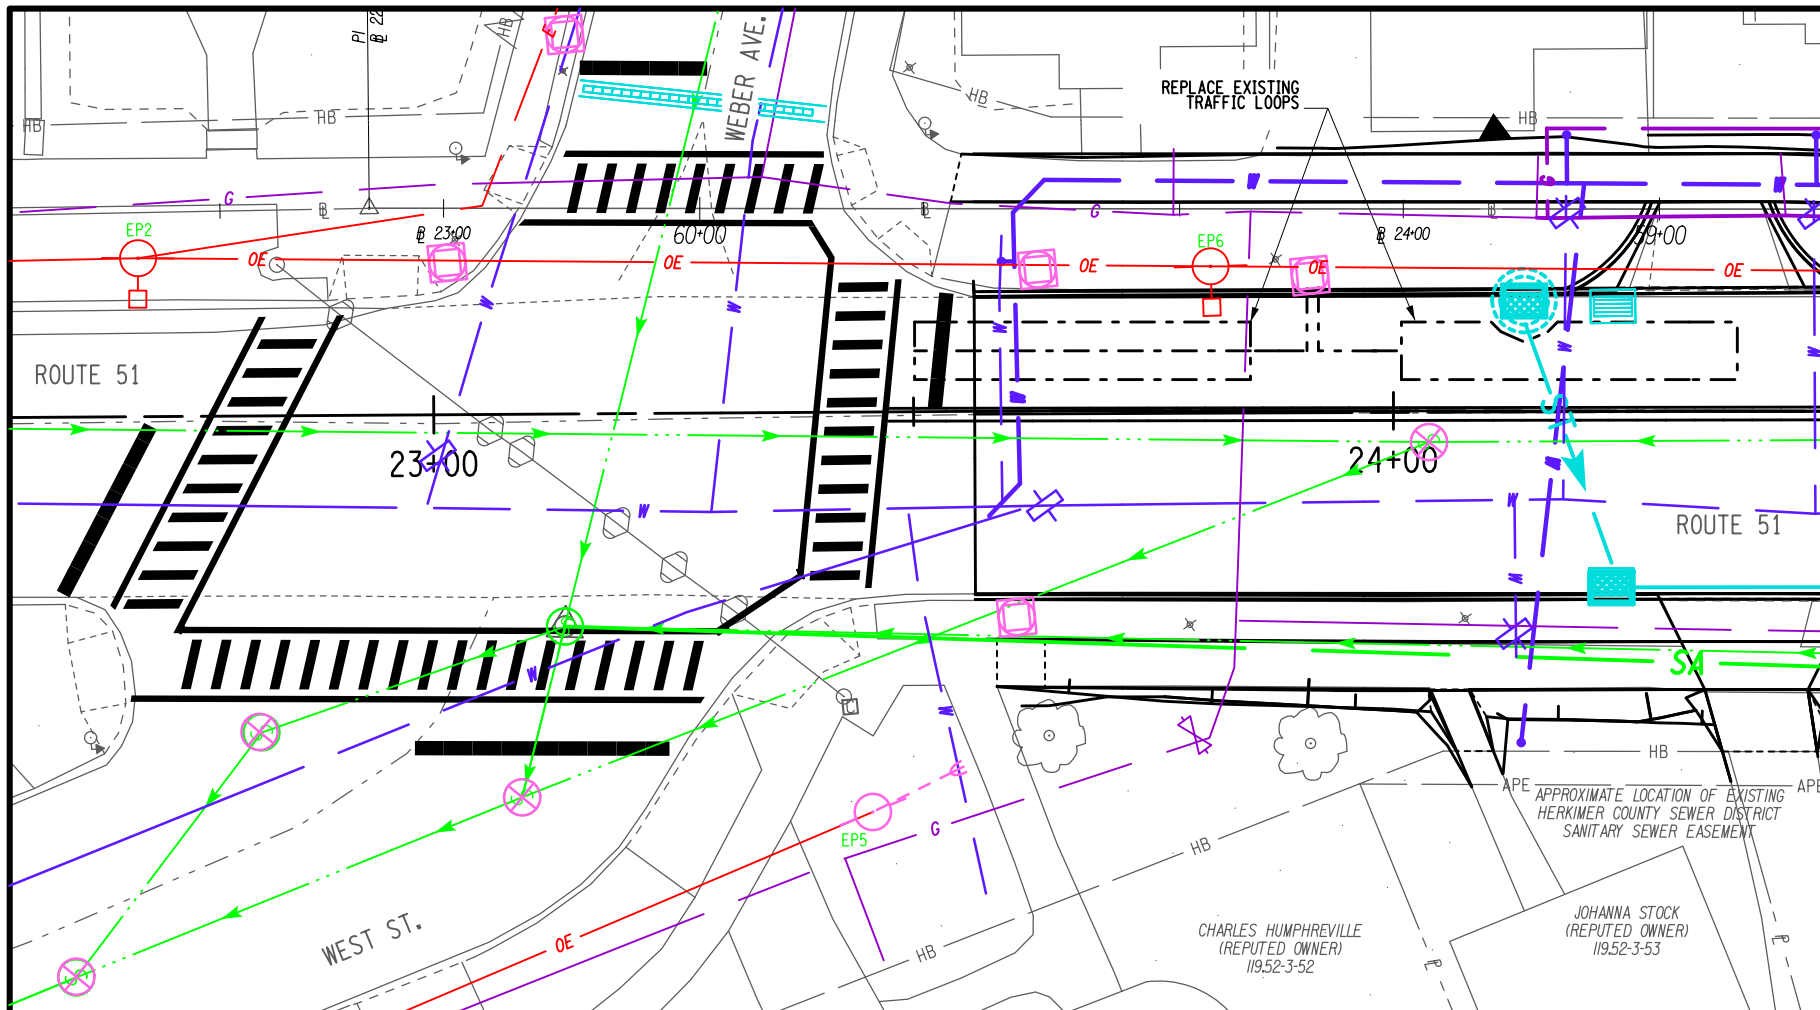 PI
HB
WEBER AVE.
REPLACE EXISTING
TRAFFIC LOOPS
HB
HB
HB
HB
G
EP2
B 23+00
60+00
G
EP6
B 24+00
59+00
W
W
OE
OE
OE
OE
OE
W
W
W
W
W
ROUTE 51
23+00
24+00
W
W
W
ROUTE 51
W
SA
W
W
HB
APE
APPROXIMATE LOCATION OF EXISTING
HERKIMER COUNTY SEWER DISTRICT
SANITARY SEWER EASEMENT
EP5
G
HB
WEST ST.
OE
HB
CHARLES HUMPHREVILLE
(REPUTED OWNER)
119.52-3-52
JOHANNA STOCK
(REPUTED OWNER)
119.52-3-53